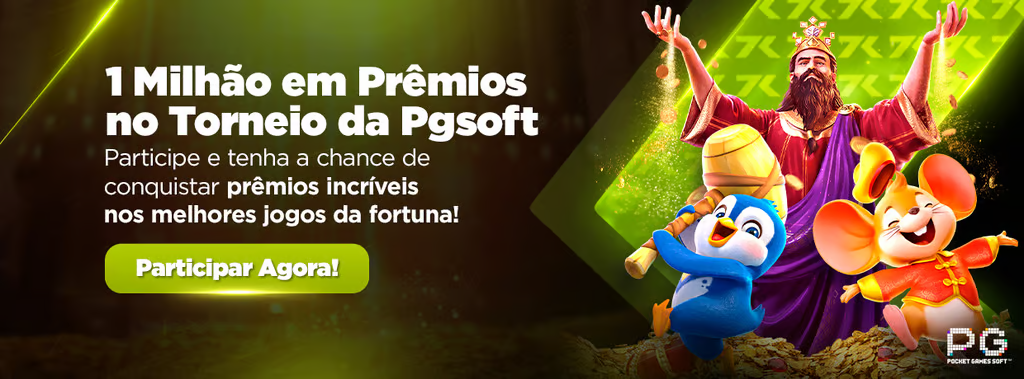 1 Milhão em Prêmios
no Torneio da Pgsoft
Participe e tenha a chance de
conquistar prêmios incríveis
nos melhores jogos da fortuna!
Participar Agora!
PG
POCKET GAMES SOFT™